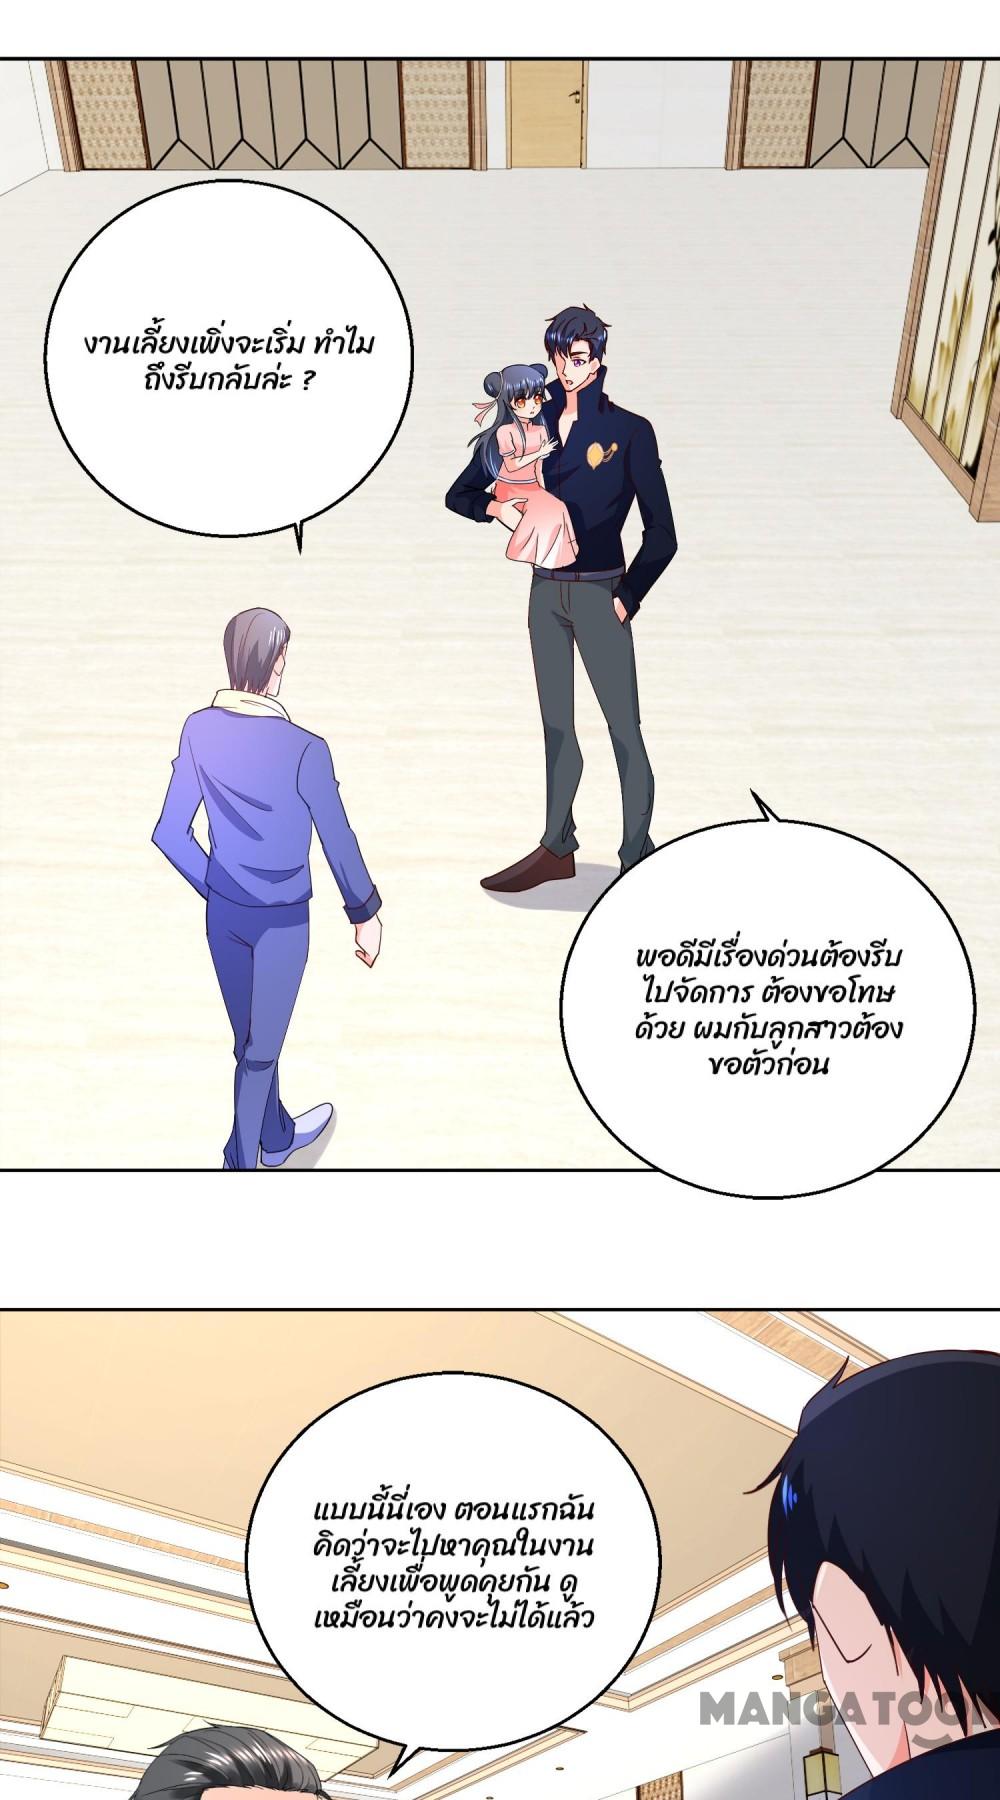 งานเลี้ยงเพิ่งจะเริ่ม ทำไม
ถึงรีบกลับล่ะ ?
พอดีมีเรื่องด่วนต้องรีบ
ไปจัดการ ต้องขอโทษ
ด้วย ผมกับลูกสาวต้อง
ขอตัวก่อน
แบบนี้นี่เอง ตอนแรกฉัน
คิดว่าจะไปหาคุณในงาน
เลี้ยงเพื่อพูดคุยกัน ดู
เหมือนว่าคงจะไม่ได้แล้ว
MANGATOON